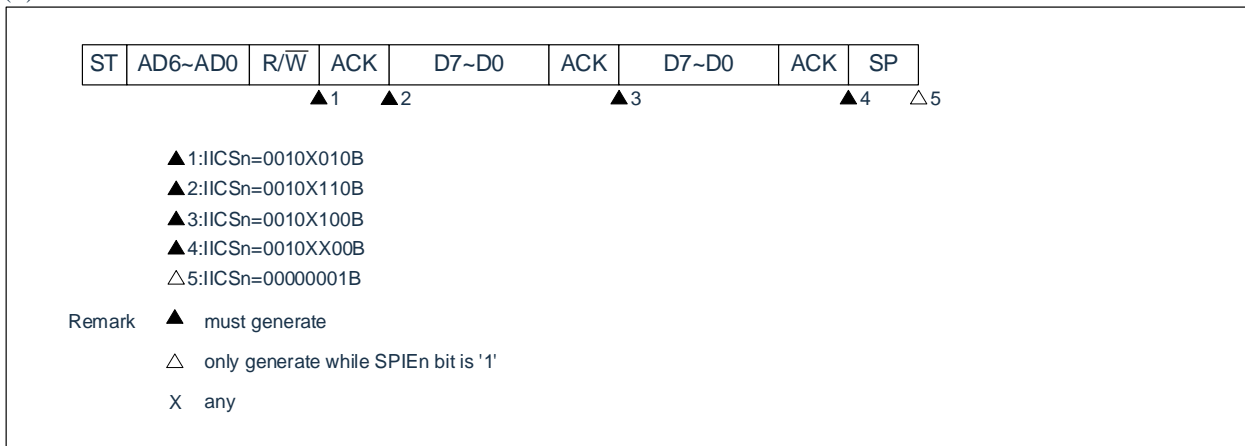 ST AD6~AD0 R/W̅ ACK D7~D0 ACK D7~D0 ACK SP
▲1 ▲2 ▲3 ▲4 △5
▲1:IICSn=0010X010B
▲2:IICSn=0010X110B
▲3:IICSn=0010X100B
▲4:IICSn=0010XX00B
△5:IICSn=00000001B
Remark ▲ must generate
△ only generate while SPIEn bit is '1'
X any